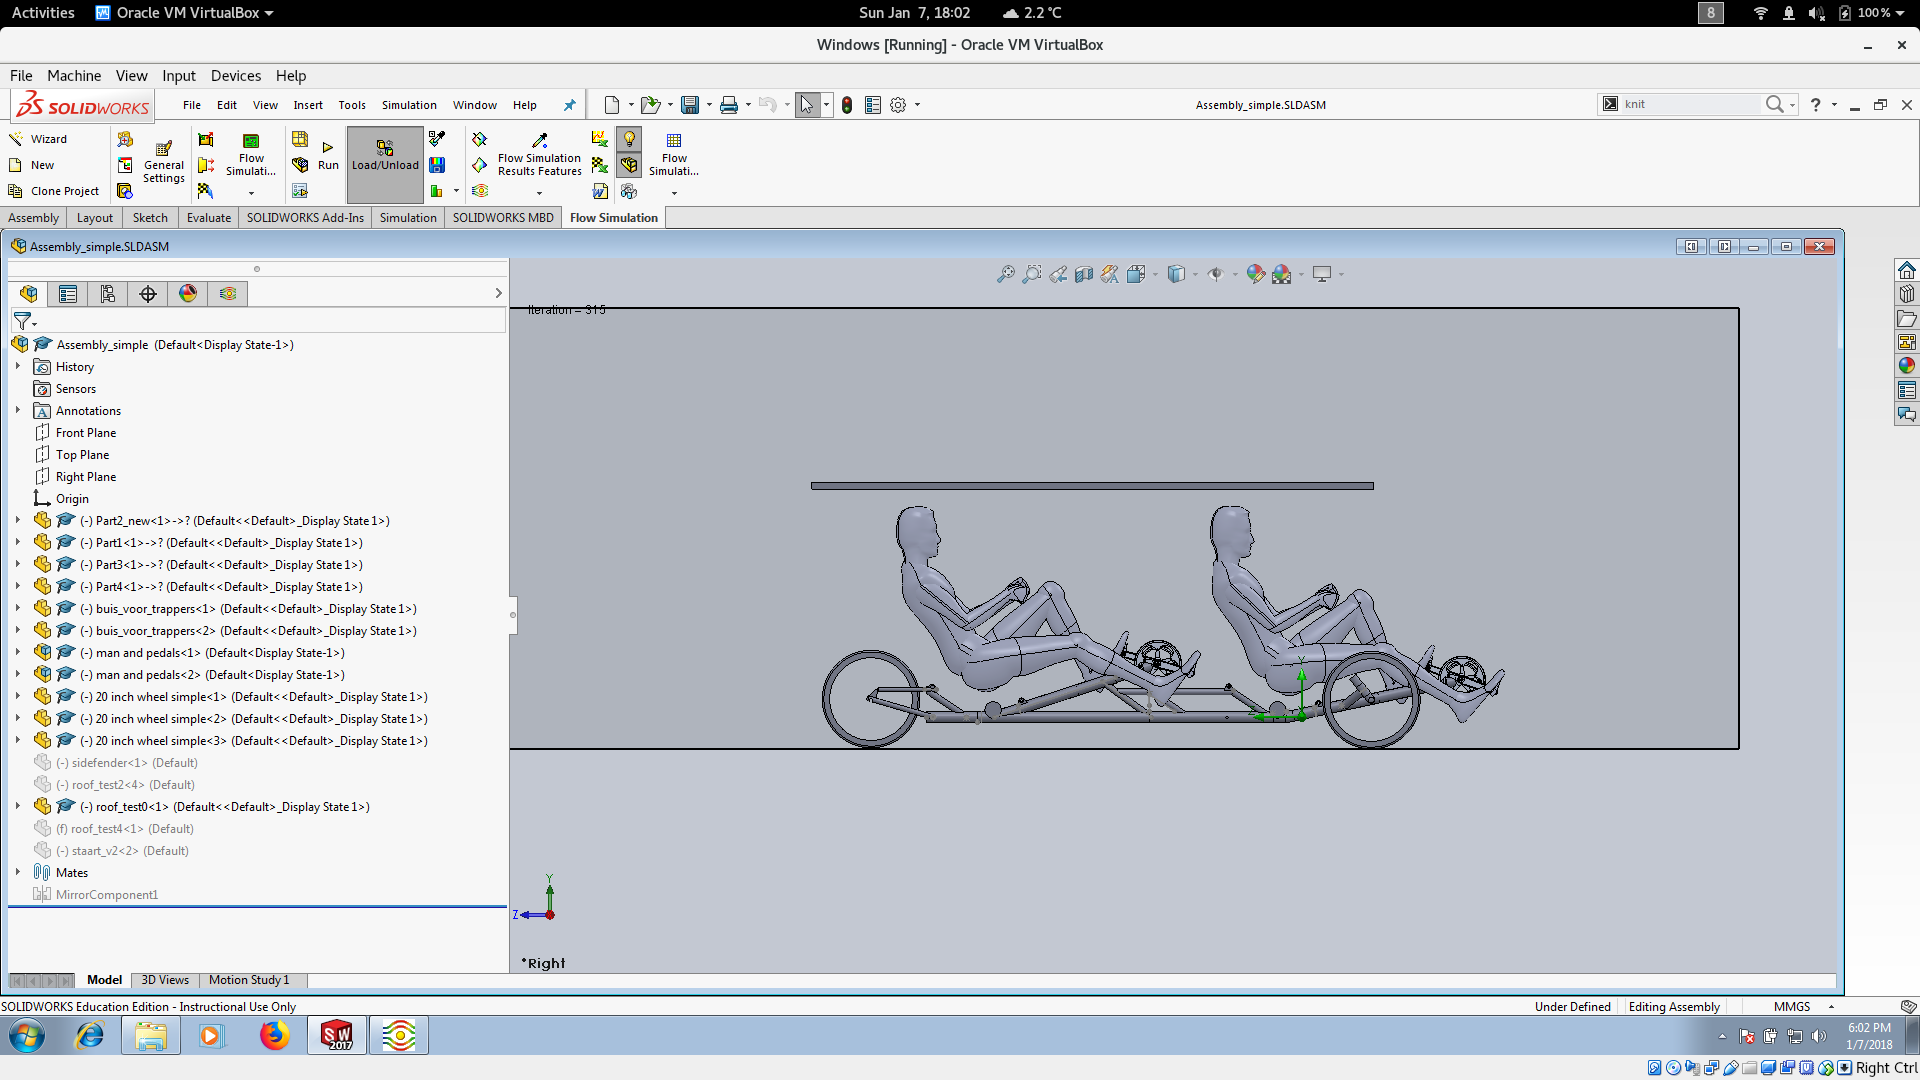 Activities Oracle VM VirtualBox Sun Jan 7, 18:02 2.2 °C 8 100 %
Windows [Running] - Oracle VM VirtualBox
File Machine View Input Devices Help
SOLIDWORKS File Edit View Insert Tools Simulation Window Help Assembly_simple.SLDASM knit
Wizard
New
Clone Project
General Settings
Flow Simulati...
Run
Load/Unload
Flow Simulation Results Features
Flow Simulati...
Assembly Layout Sketch Evaluate SOLIDWORKS Add-Ins Simulation SOLIDWORKS MBD Flow Simulation
Assembly_simple.SLDASM
Iteration = 315
Assembly_simple (Default<Display State-1>)
History
Sensors
Annotations
Front Plane
Top Plane
Right Plane
Origin
(-) Part2_new<1>->? (Default<<Default>_Display State 1>)
(-) Part1<1>->? (Default<<Default>_Display State 1>)
(-) Part3<1>->? (Default<<Default>_Display State 1>)
(-) Part4<1>->? (Default<<Default>_Display State 1>)
(-) buis_voor_trappers<1> (Default<<Default>_Display State 1>)
(-) buis_voor_trappers<2> (Default<<Default>_Display State 1>)
(-) man and pedals<1> (Default<Display State-1>)
(-) man and pedals<2> (Default<Display State-1>)
(-) 20 inch wheel simple<1> (Default<<Default>_Display State 1>)
(-) 20 inch wheel simple<2> (Default<<Default>_Display State 1>)
(-) 20 inch wheel simple<3> (Default<<Default>_Display State 1>)
(-) sidefender<1> (Default)
(-) roof_test2<4> (Default)
(-) roof_test0<1> (Default<<Default>_Display State 1>)
(f) roof_test4<1> (Default)
(-) staart_v2<2> (Default)
Mates
MirrorComponent1
Y
Z
*Right
Model 3D Views Motion Study 1
SOLIDWORKS Education Edition - Instructional Use Only Under Defined Editing Assembly MMGS
SW 2017
6:02 PM
1/7/2018
Right Ctrl